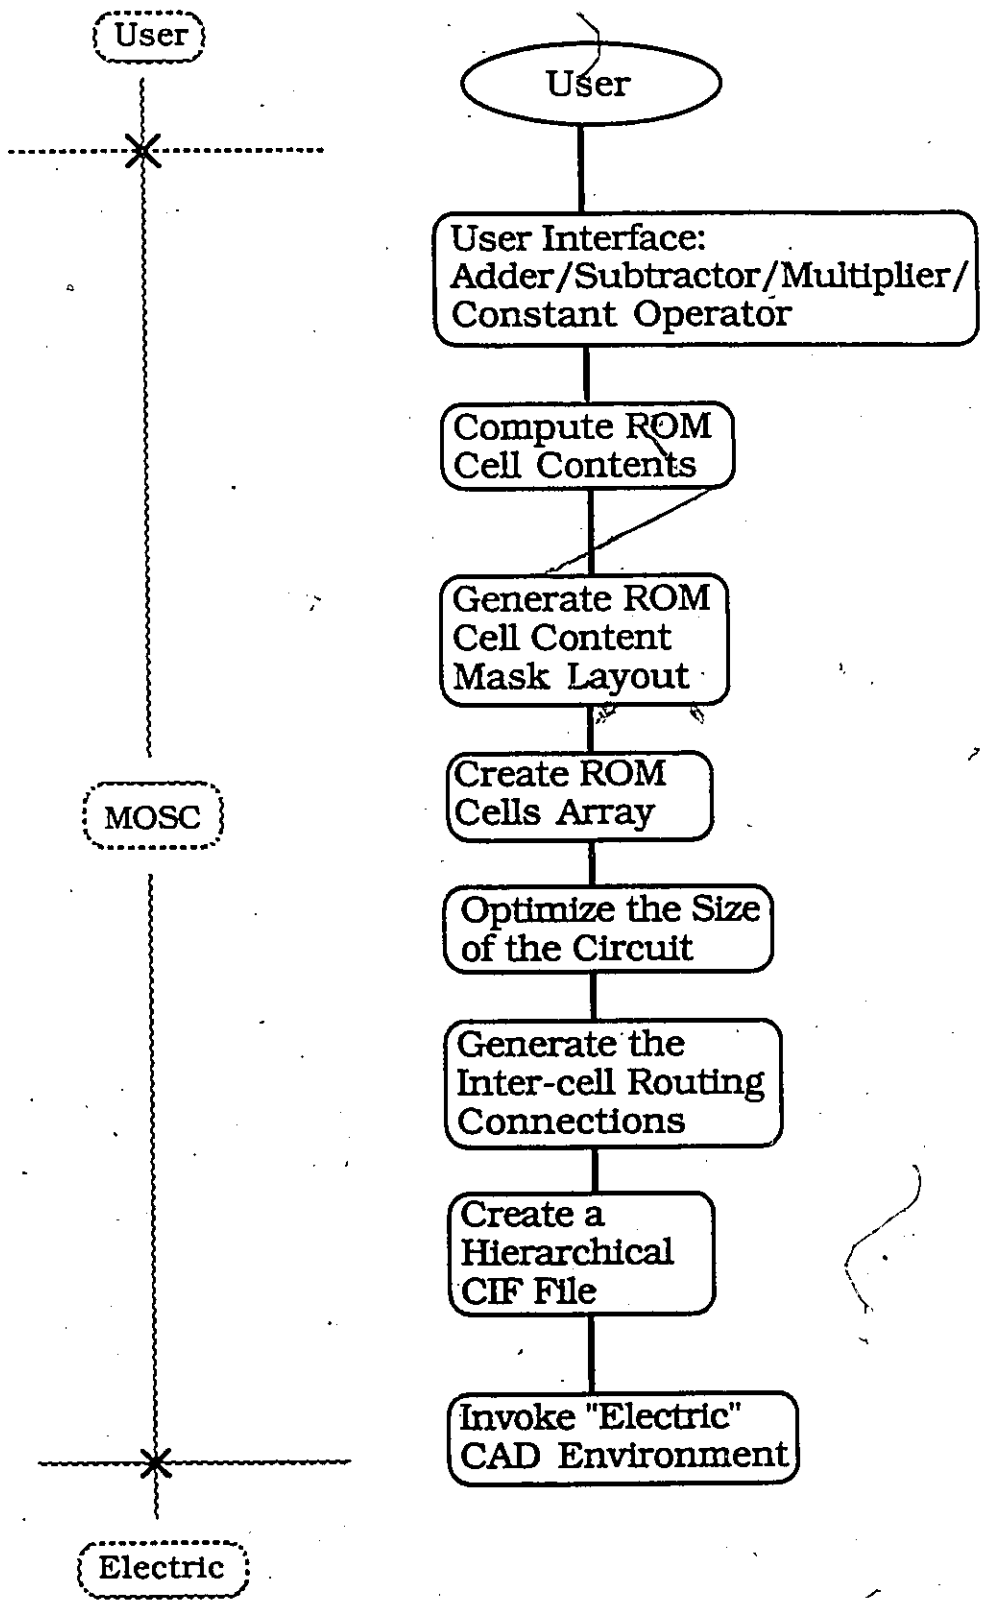 User
User
User Interface:
Adder/Subtractor/Multiplier/
Constant Operator
Compute ROM
Cell Contents
Generate ROM
Cell Content
Mask Layout
Create ROM
Cells Array
MOSC
Optimize the Size
of the Circuit
Generate the
Inter-cell Routing
Connections
Create a
Hierarchical
CIF File
Invoke "Electric"
CAD Environment
Electric